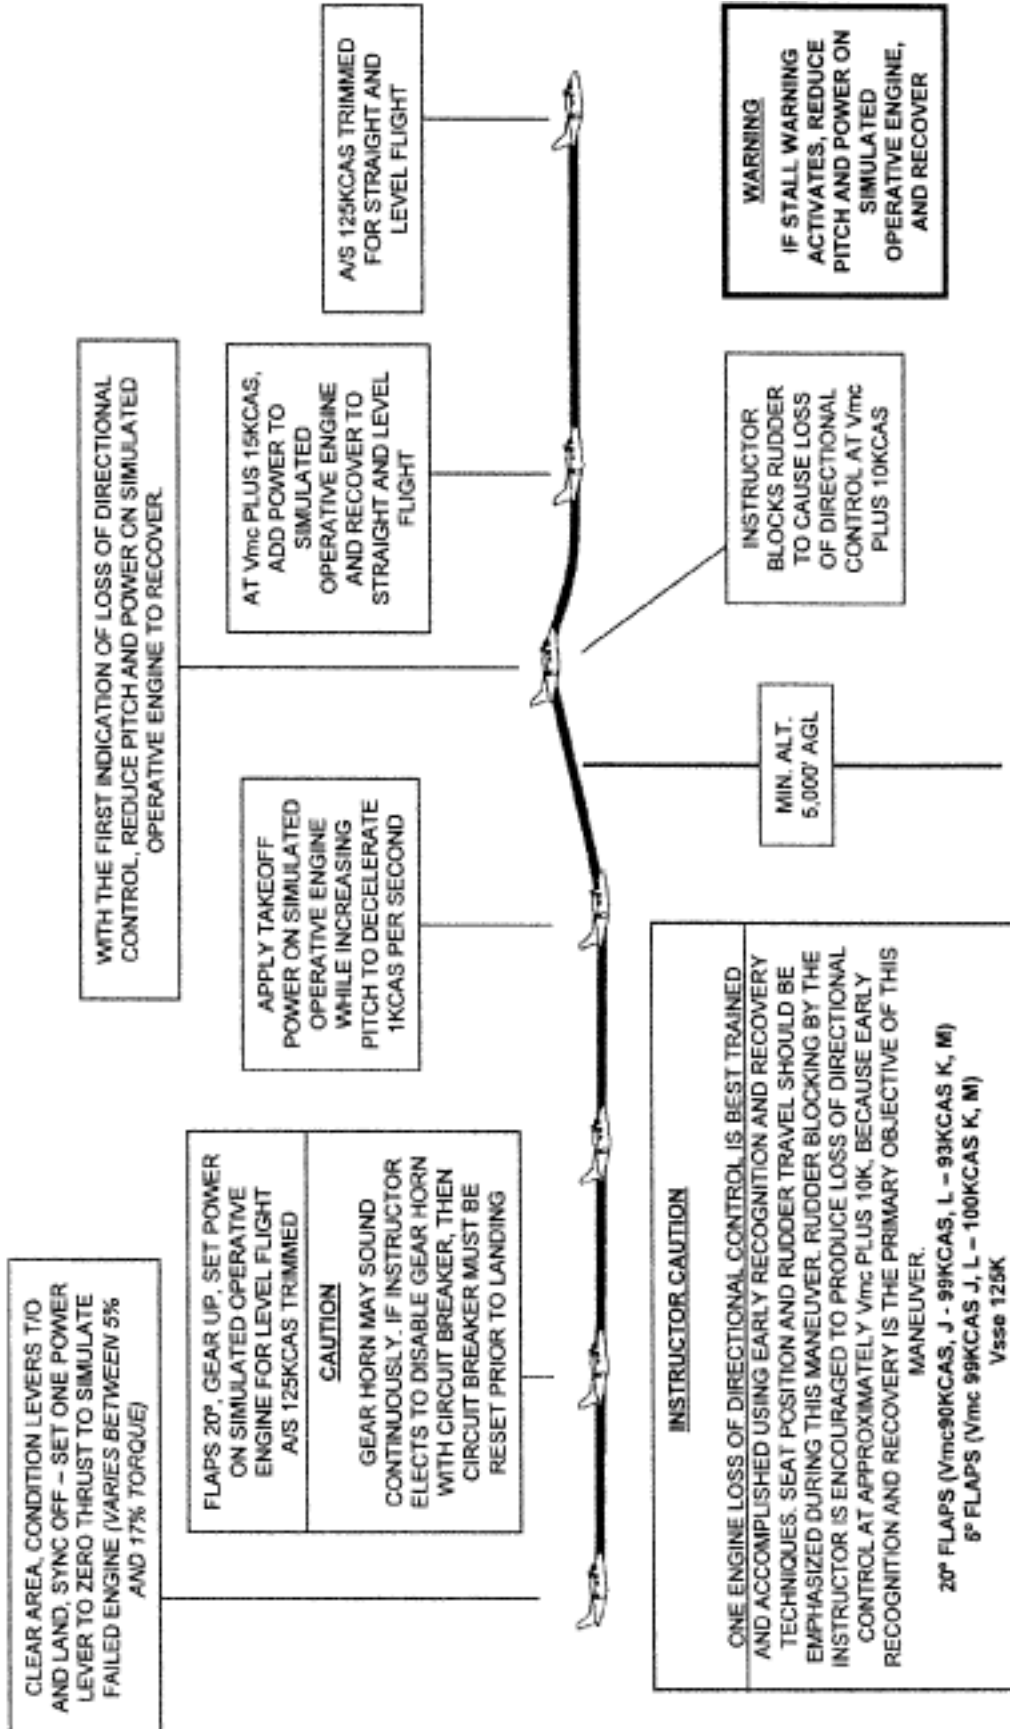 CLEAR AREA, CONDITION LEVERS T/O
AND LAND, SYNC OFF – SET ONE POWER
LEVER TO ZERO THRUST TO SIMULATE
FAILED ENGINE (VARIES BETWEEN 5%
AND 17% TORQUE)
FLAPS 20º, GEAR UP, SET POWER
ON SIMULATED OPERATIVE
ENGINE FOR LEVEL FLIGHT
A/S 125KCAS TRIMMED
CAUTION
GEAR HORN MAY SOUND
CONTINUOUSLY. IF INSTRUCTOR
ELECTS TO DISABLE GEAR HORN
WITH CIRCUIT BREAKER, THEN
CIRCUIT BREAKER MUST BE
RESET PRIOR TO LANDING
APPLY TAKEOFF
POWER ON SIMULATED
OPERATIVE ENGINE
WHILE INCREASING
PITCH TO DECELERATE
1KCAS PER SECOND
WITH THE FIRST INDICATION OF LOSS OF DIRECTIONAL
CONTROL, REDUCE PITCH AND POWER ON SIMULATED
OPERATIVE ENGINE TO RECOVER.
AT Vmc PLUS 15KCAS,
ADD POWER TO
SIMULATED
OPERATIVE ENGINE
AND RECOVER TO
STRAIGHT AND LEVEL
FLIGHT
A/S 125KCAS TRIMMED
FOR STRAIGHT AND
LEVEL FLIGHT
INSTRUCTOR CAUTION
ONE ENGINE LOSS OF DIRECTIONAL CONTROL IS BEST TRAINED
AND ACCOMPLISHED USING EARLY RECOGNITION AND RECOVERY
TECHNIQUES. SEAT POSITION AND RUDDER TRAVEL SHOULD BE
EMPHASIZED DURING THIS MANEUVER. RUDDER BLOCKING BY THE
INSTRUCTOR IS ENCOURAGED TO PRODUCE LOSS OF DIRECTIONAL
CONTROL AT APPROXIMATELY Vmc PLUS 10K, BECAUSE EARLY
RECOGNITION AND RECOVERY IS THE PRIMARY OBJECTIVE OF THIS
MANEUVER.
20º FLAPS (Vmc90KCAS, J - 99KCAS, L – 93KCAS K, M)
5º FLAPS (Vmc 99KCAS J, L – 100KCAS K, M)
Vsse 125K
MIN. ALT.
5,000' AGL
INSTRUCTOR
BLOCKS RUDDER
TO CAUSE LOSS
OF DIRECTIONAL
CONTROL AT Vmc
PLUS 10KCAS
WARNING
IF STALL WARNING
ACTIVATES, REDUCE
PITCH AND POWER ON
SIMULATED
OPERATIVE ENGINE,
AND RECOVER